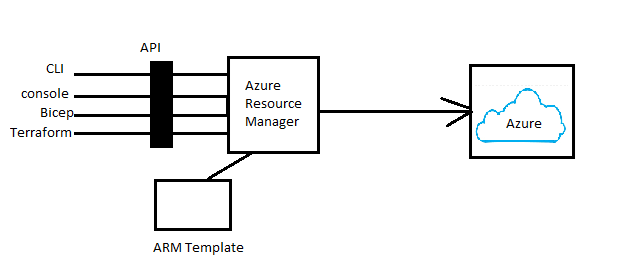 API
CLI
console
Bicep
Terraform
Azure
Resource
Manager
Azure
ARM Template